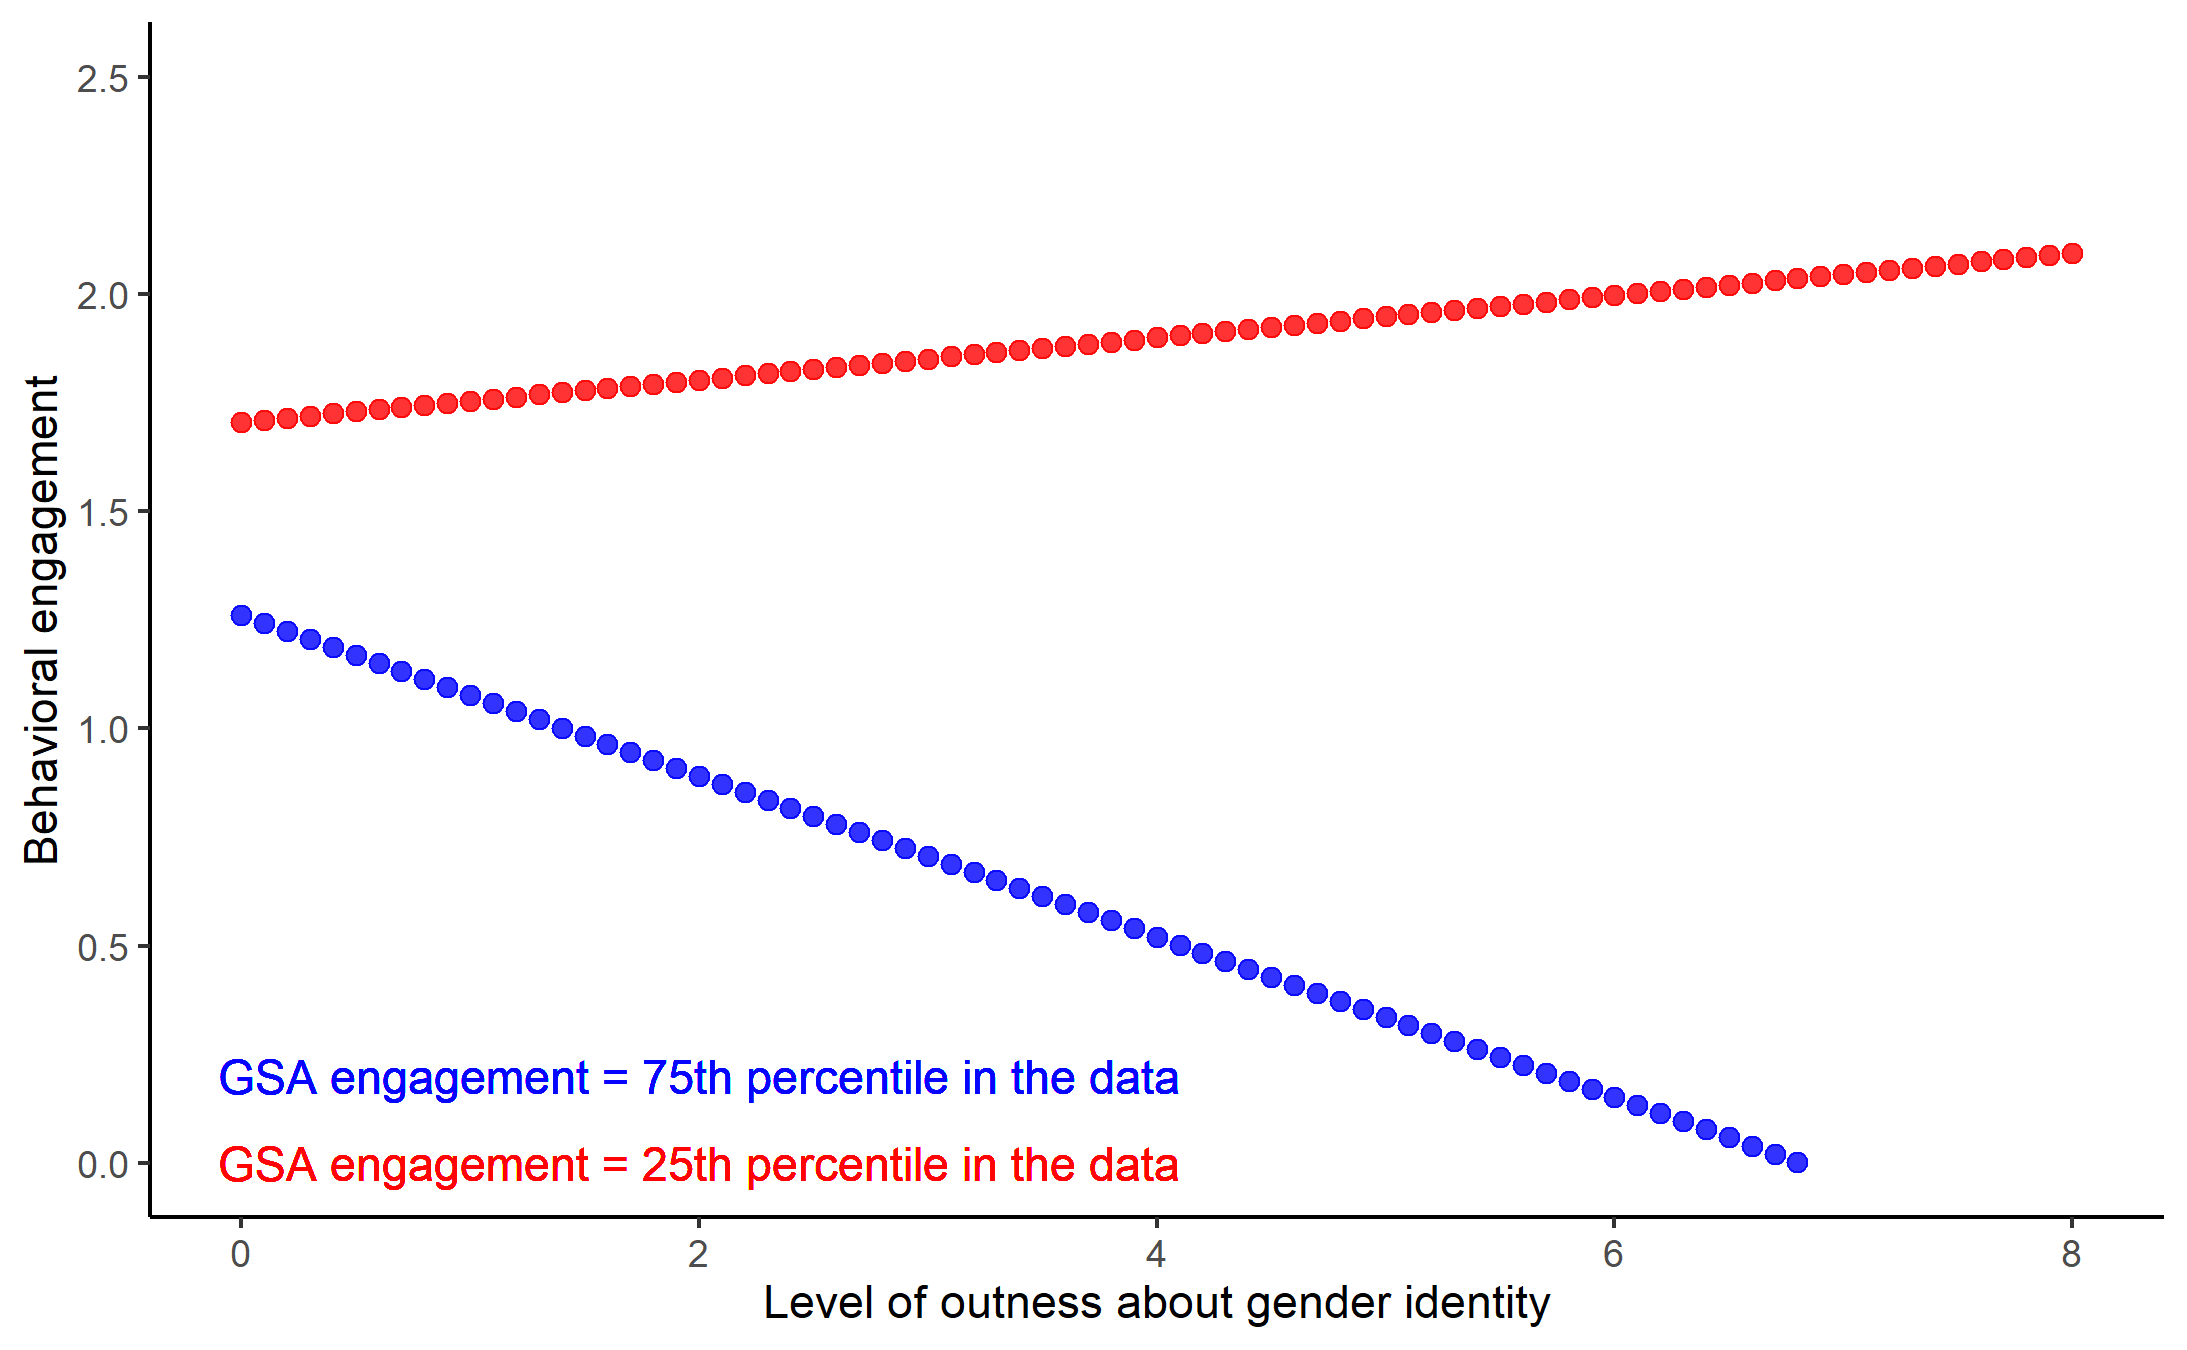 2.5
2.0
1.5
1.0
0.5
0.0
Behavioral engagement
GSA engagement = 75th percentile in the data
GSA engagement = 25th percentile in the data
0 2 4 6 8
Level of outness about gender identity